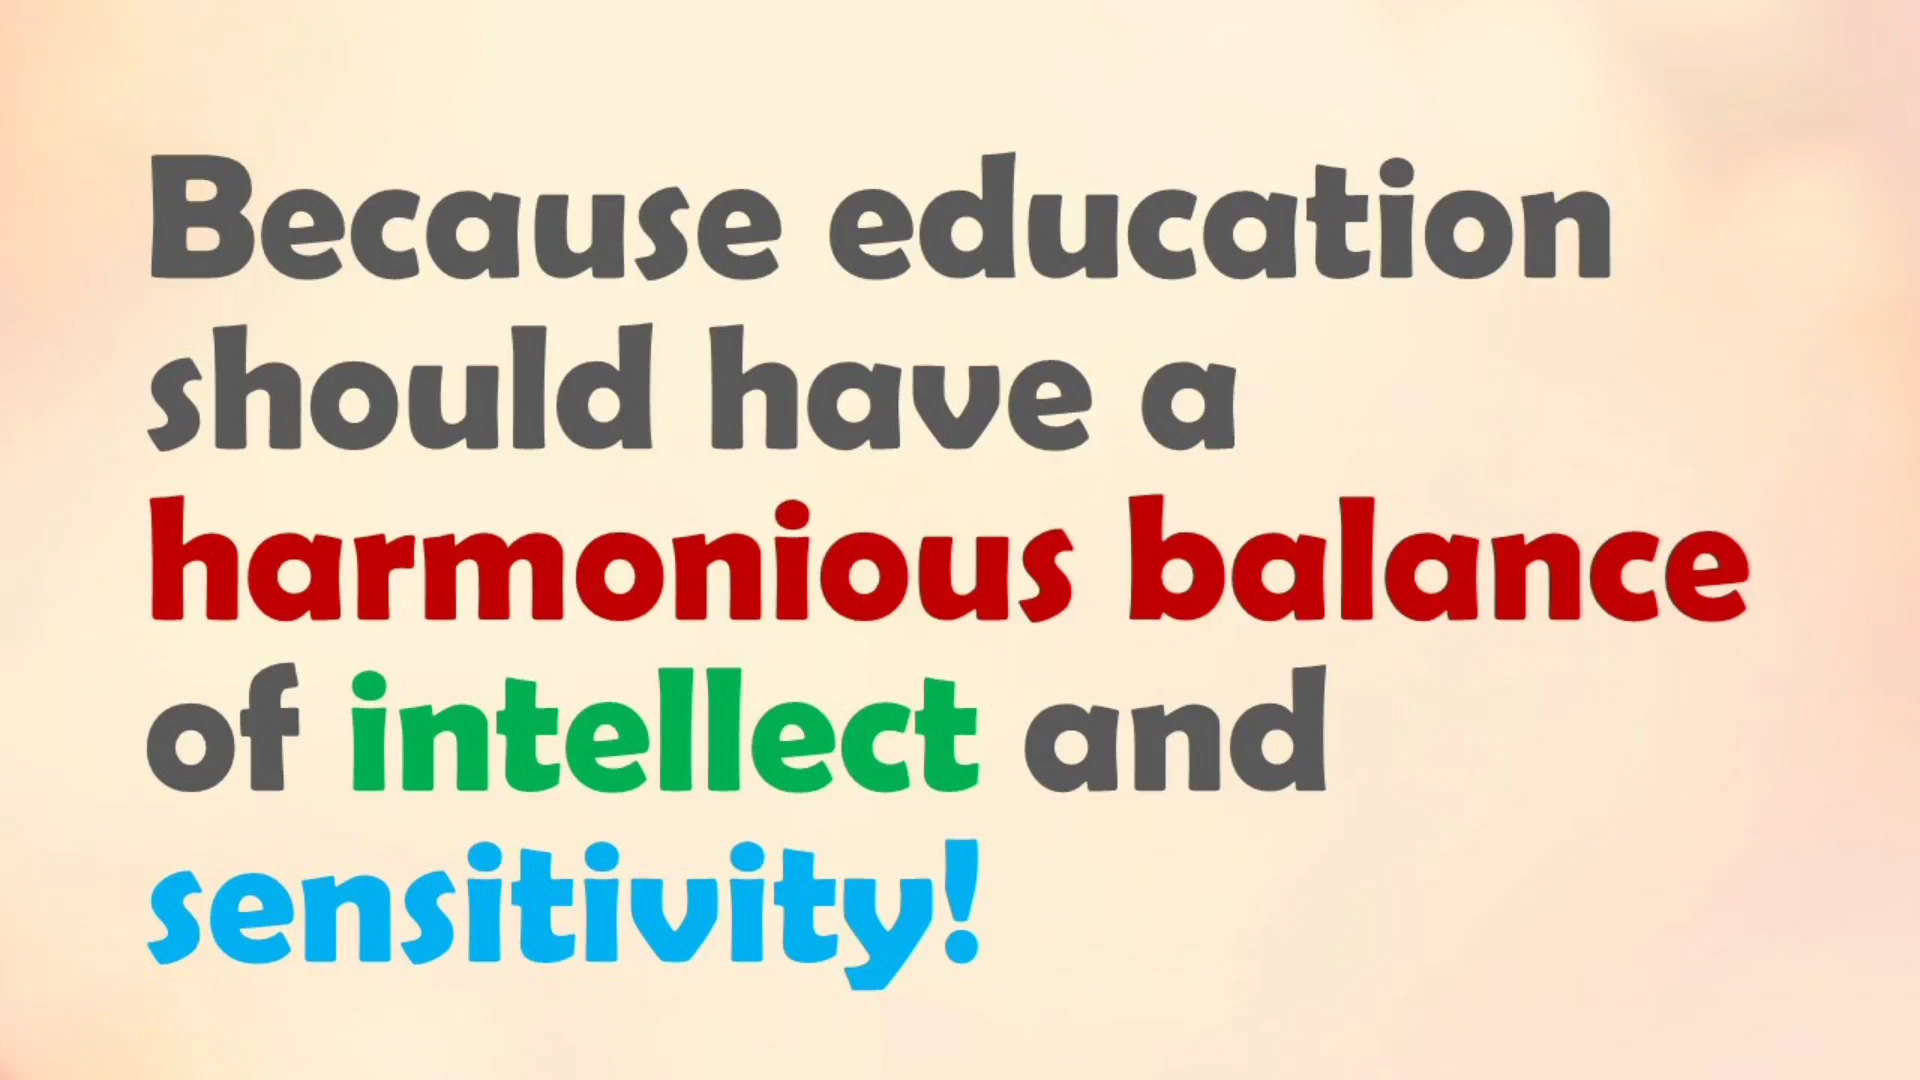 Because education
should have a
harmonious balance
of intellect and
sensitivity!